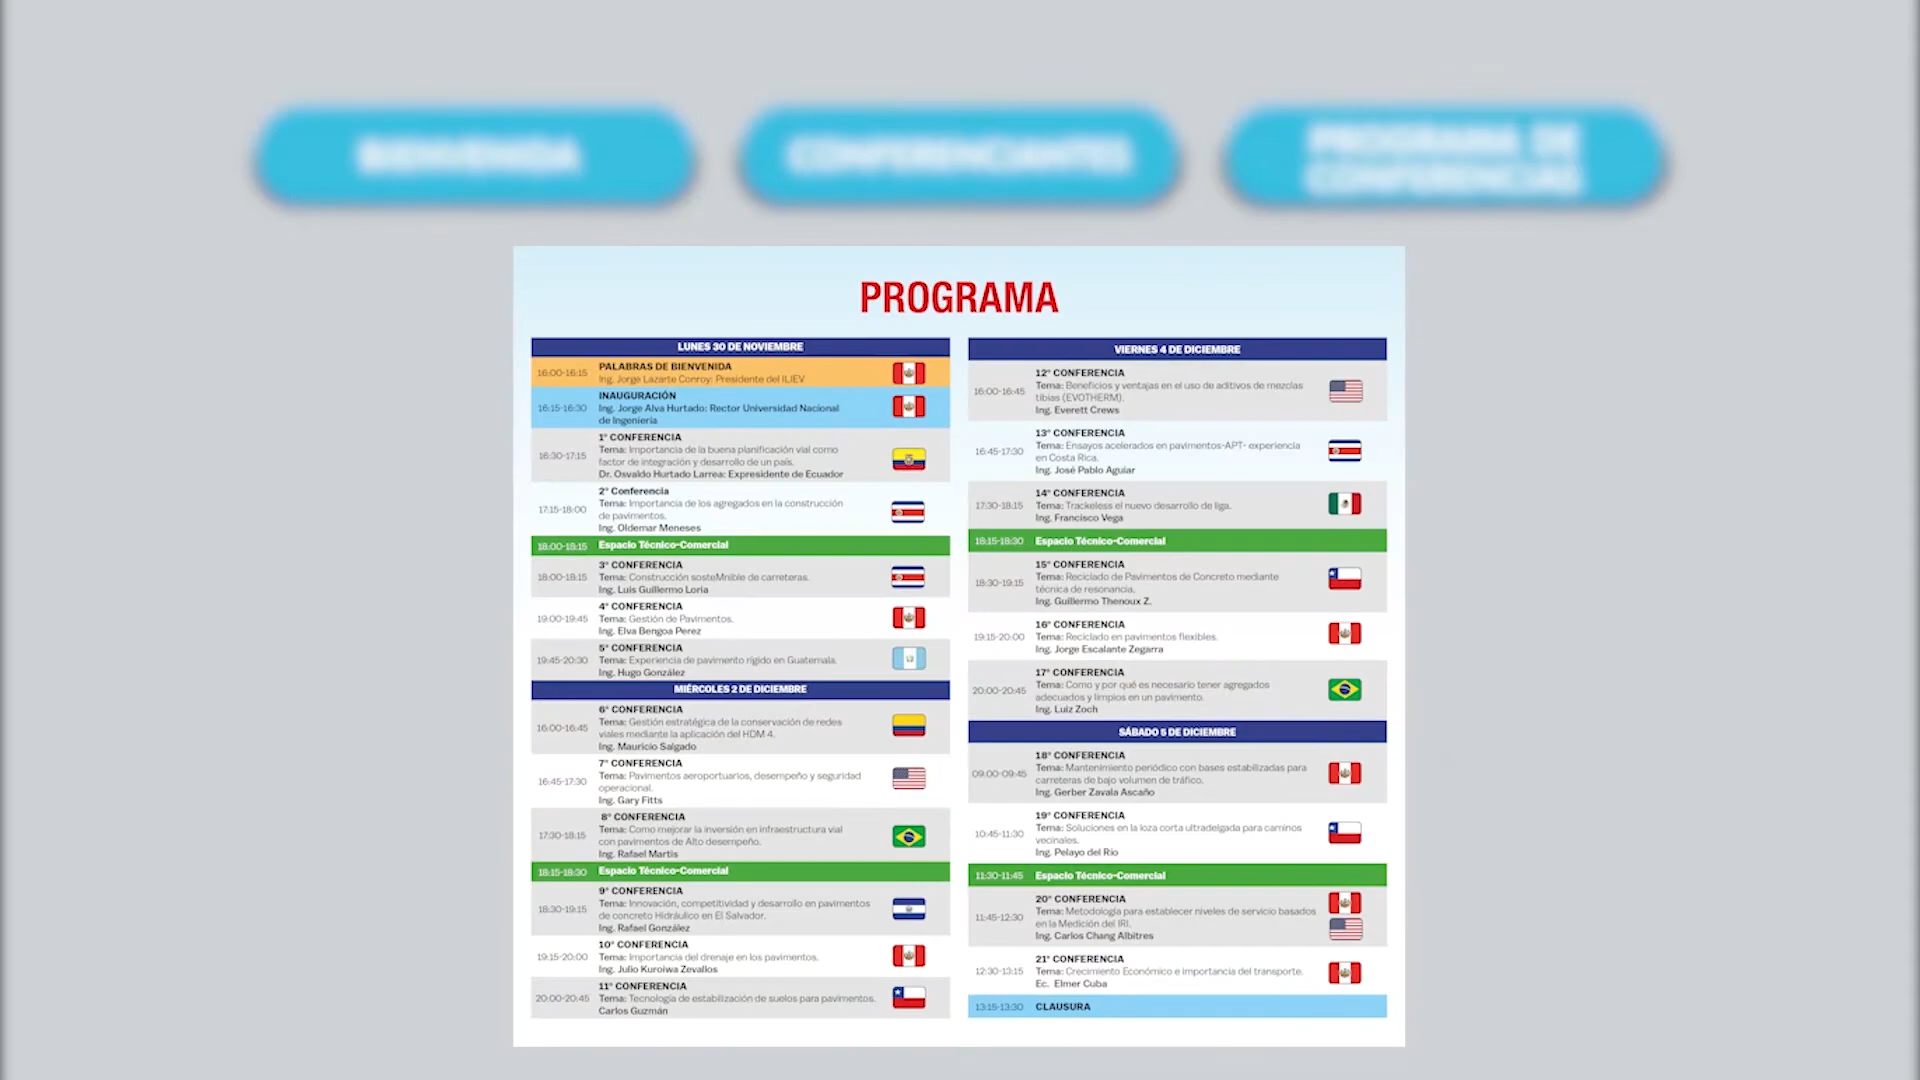 BIENVENIDA
CONFERENCIANTES
PROGRAMA DE
CONFERENCIAS
PROGRAMA
LUNES 30 DE NOVIEMBRE
16:00-16:15
PALABRAS DE BIENVENIDA
Ing. Jorge Lazarte Conroy: Presidente del ILIEV
16:15-16:30
INAUGURACIÓN
Ing. Jorge Alva Hurtado: Rector Universidad Nacional
de Ingeniería
16:30-17:15
1° CONFERENCIA
Tema: Importancia de la buena planificación vial como
factor de integración y desarrollo de un país.
Dr. Osvaldo Hurtado Larrea: Expresidente de Ecuador
17:15-18:00
2° Conferencia
Tema: Importancia de los agregados en la construcción
de pavimentos.
Ing. Oldemar Meneses
18:00-18:15 Espacio Técnico-Comercial
18:00-18:15
3° CONFERENCIA
Tema: Construcción sosteMnible de carreteras.
Ing. Luis Guillermo Loria
19:00-19:45
4° CONFERENCIA
Tema: Gestión de Pavimentos.
Ing. Elva Bengoa Perez
19:45-20:30
5° CONFERENCIA
Tema: Experiencia de pavimento rígido en Guatemala.
Ing. Hugo González
MIÉRCOLES 2 DE DICIEMBRE
16:00-16:45
6° CONFERENCIA
Tema: Gestión estratégica de la conservación de redes
viales mediante la aplicación del HDM 4.
Ing. Mauricio Salgado
16:45-17:30
7° CONFERENCIA
Tema: Pavimentos aeroportuarios, desempeño y seguridad
operacional.
Ing. Gary Fitts
17:30-18:15
8° CONFERENCIA
Tema: Como mejorar la inversión en infraestructura vial
con pavimentos de Alto desempeño.
Ing. Rafael Martis
18:15-18:30 Espacio Técnico-Comercial
18:30-19:15
9° CONFERENCIA
Tema: Innovación, competitividad y desarrollo en pavimentos
de concreto Hidráulico en El Salvador.
Ing. Rafael González
19:15-20:00
10° CONFERENCIA
Tema: Importancia del drenaje en los pavimentos.
Ing. Julio Kuroiwa Zevallos
20:00-20:45
11° CONFERENCIA
Tema: Tecnología de estabilización de suelos para pavimentos.
Carlos Guzmán
VIERNES 4 DE DICIEMBRE
16:00-16:45
12° CONFERENCIA
Tema: Beneficios y ventajas en el uso de aditivos de mezclas
tibias (EVOTHERM).
Ing. Everett Crews
16:45-17:30
13° CONFERENCIA
Tema: Ensayos acelerados en pavimentos-APT- experiencia
en Costa Rica.
Ing. José Pablo Aguiar
17:30-18:15
14° CONFERENCIA
Tema: Trackeless el nuevo desarrollo de liga.
Ing. Francisco Vega
18:15-18:30 Espacio Técnico-Comercial
18:30-19:15
15° CONFERENCIA
Tema: Reciclado de Pavimentos de Concreto mediante
técnica de resonancia.
Ing. Guillermo Thenoux Z.
19:15-20:00
16° CONFERENCIA
Tema: Reciclado en pavimentos flexibles.
Ing. Jorge Escalante Zegarra
20:00-20:45
17° CONFERENCIA
Tema: Como y por qué es necesario tener agregados
adecuados y limpios en un pavimento.
Ing. Luiz Zoch
SÁBADO 5 DE DICIEMBRE
09:00-09:45
18° CONFERENCIA
Tema: Mantenimiento periódico con bases estabilizadas para
carreteras de bajo volumen de tráfico.
Ing. Gerber Zavala Ascaño
10:45-11:30
19° CONFERENCIA
Tema: Soluciones en la loza corta ultradelgada para caminos
vecinales.
Ing. Pelayo del Río
11:30-11:45 Espacio Técnico-Comercial
11:45-12:30
20° CONFERENCIA
Tema: Metodología para establecer niveles de servicio basados
en la Medición del IRI.
Ing. Carlos Chang Albitres
12:30-13:15
21° CONFERENCIA
Tema: Crecimiento Económico e importancia del transporte.
Ec. Elmer Cuba
13:15-13:30 CLAUSURA